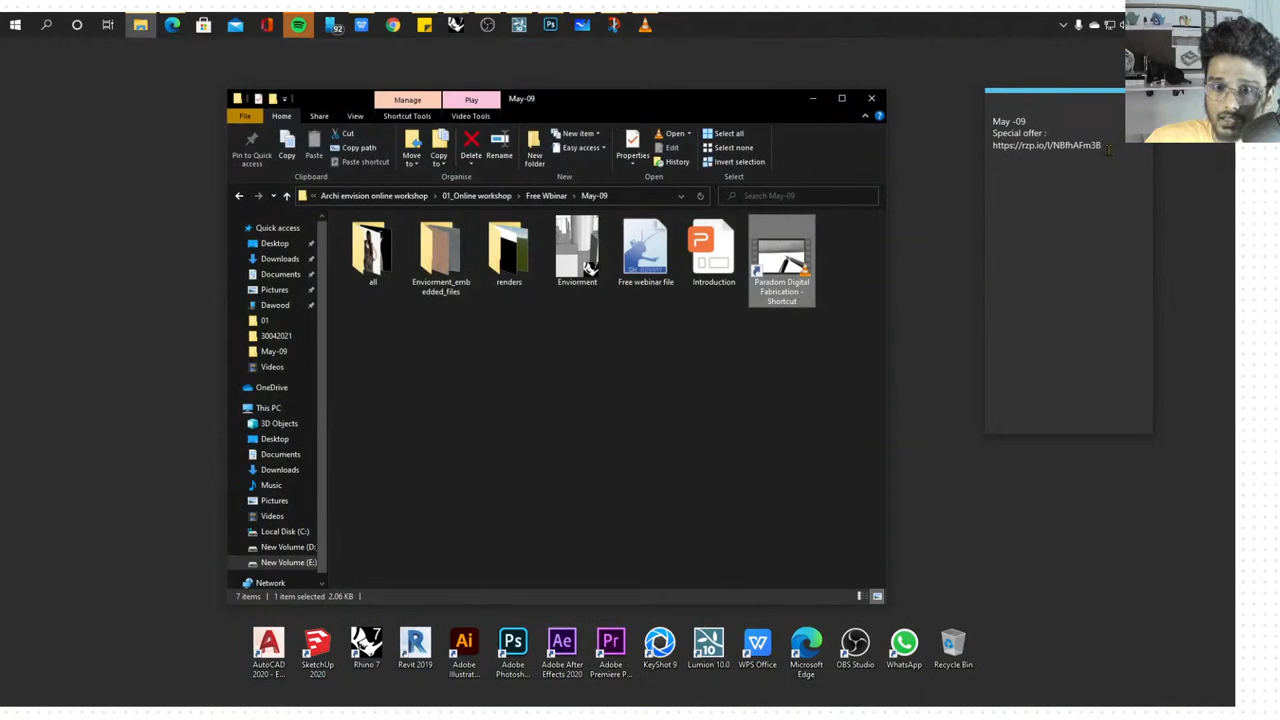 92
Ps
10
Manage
Play
May-09
File
Home
Share
View
Shortcut Tools
Video Tools
Pin to Quick access
Copy
Paste
Cut
Copy path
Paste shortcut
Clipboard
Move to
Copy to
Delete
Rename
Organise
New folder
New item
Easy access
New
Properties
Open
Edit
History
Open
Select all
Select none
Invert selection
Select
Archi envision online workshop > 01_Online workshop > Free Wbinar > May-09
Search May-09
Quick access
Desktop
Downloads
Documents
Pictures
Dawood
01
30042021
May-09
Videos
OneDrive
This PC
3D Objects
Desktop
Documents
Downloads
Music
Pictures
Videos
Local Disk (C:)
New Volume (D:
New Volume (E:)
Network
all
Enviorment_emb
edded_files
renders
Enviorment
Free webinar file
Introduction
Paradom Digital
Fabrication -
Shortcut
7 items
1 item selected 2.06 KB
May -09
Special offer :
https://rzp.io/l/NBfhAFm3B
AutoCAD
2020 - E...
SketchUp
2020
Rhino 7
Revit 2019
Adobe
Illustrat...
Adobe
Photosh...
Adobe After
Effects 2020
Adobe
Premiere P...
KeyShot 9
Lumion 10.0
WPS Office
Microsoft
Edge
OBS Studio
WhatsApp
Recycle Bin